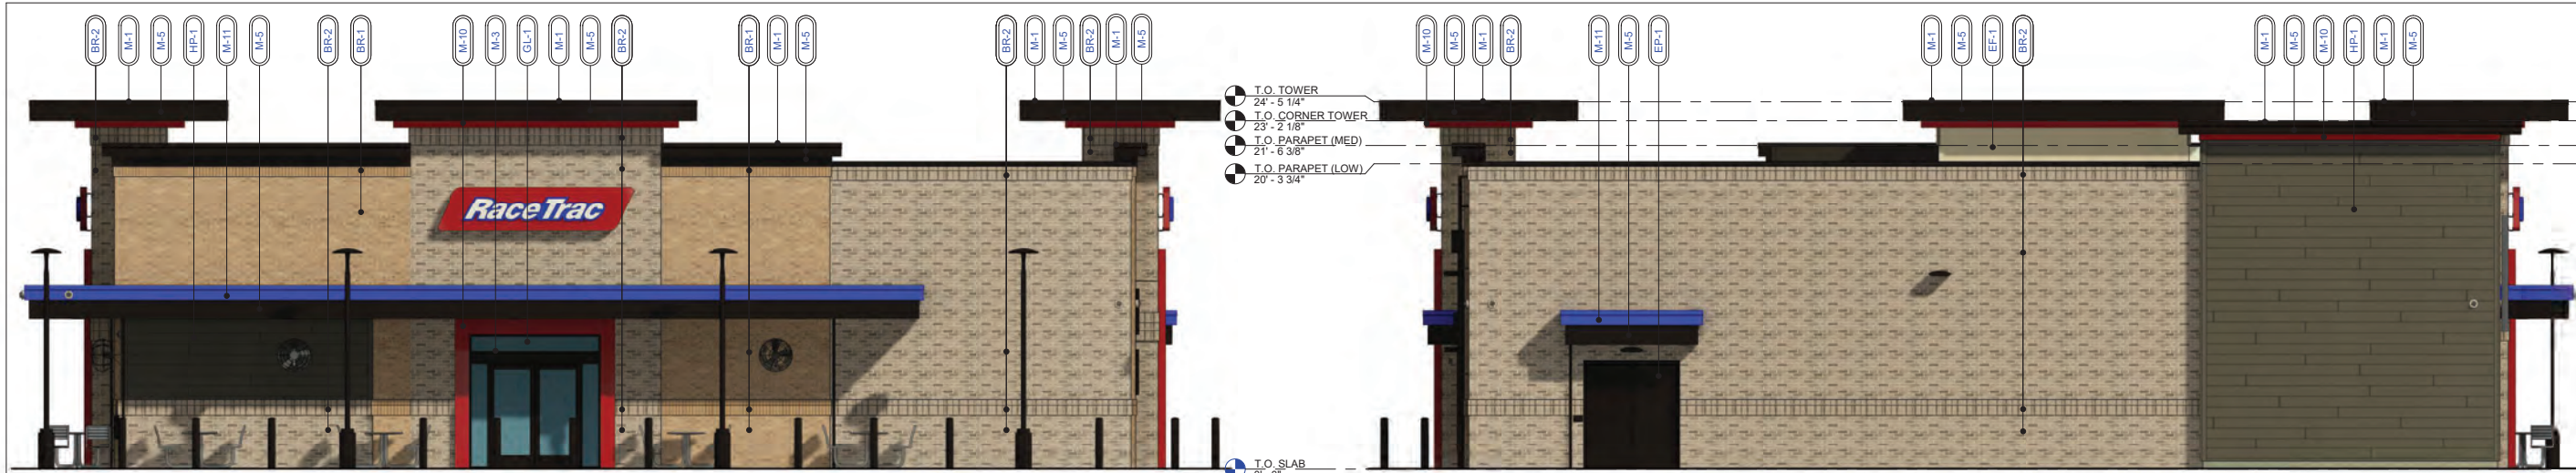 BR-2
M-1
M-5
HP-1
M-11
M-5
BR-2
BR-1
M-10
M-3
GL-1
M-1
M-5
BR-2
BR-1
M-1
M-5
BR-2
M-1
M-5
BR-2
M-1
M-5
M-10
M-5
M-1
BR-2
M-11
M-5
EP-1
M-1
M-5
EF-1
BR-2
M-1
M-5
M-10
HP-1
M-1
M-5
T.O. TOWER
24' - 5 1/4"
T.O. CORNER TOWER
23' - 2 1/8"
T.O. PARAPET (MED)
21' - 6 3/8"
T.O. PARAPET (LOW)
20' - 3 3/4"
RaceTrac
T.O. SLAB